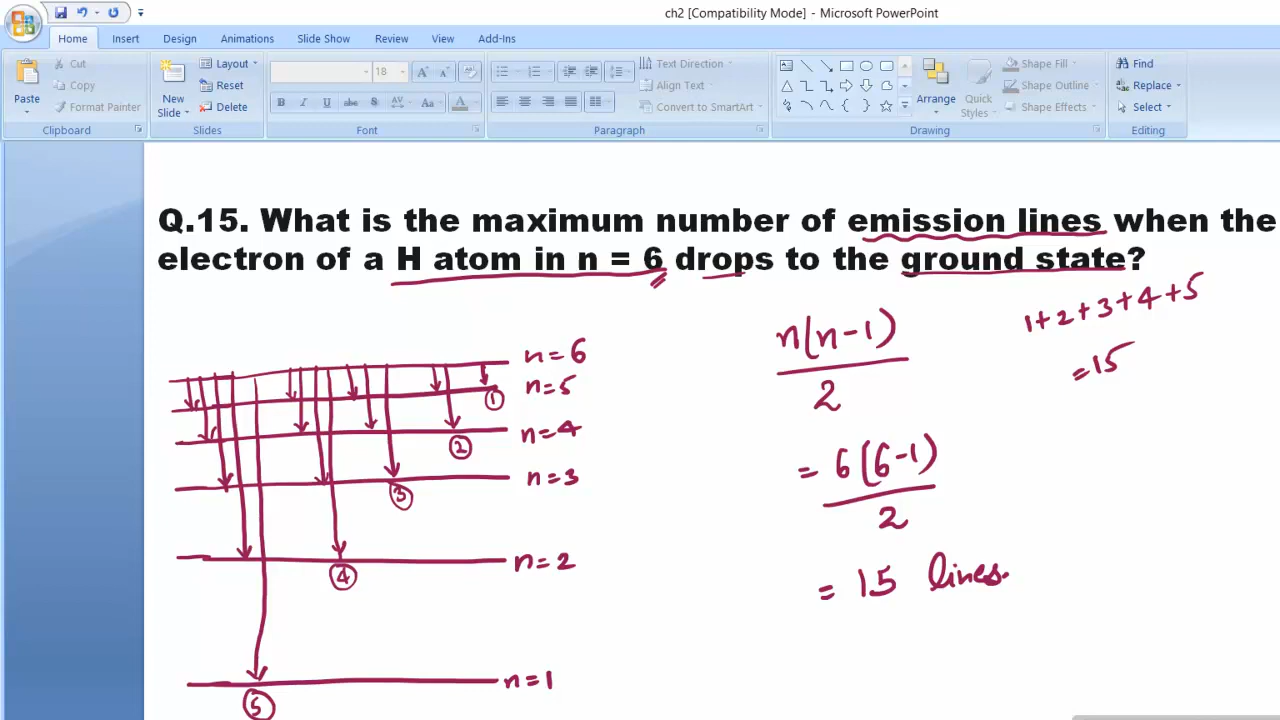 ch2 [Compatibility Mode] - Microsoft PowerPoint
Home Insert Design Slide Show Animations Review View Add-Ins
Paste
Cut
Copy
Format Painter
Clipboard
New Slide
Layout
Reset
Delete
Slides
18
B I U abe S AV Aa A
Font
Text Direction
Align Text
Convert to SmartArt
Paragraph
Arrange
Quick Styles
Shape Fill
Shape Outline
Shape Effects
Drawing
Find
Replace
Select
Editing
Q.15. What is the maximum number of emission lines when the
electron of a H atom in n = 6 drops to the ground state?
n=6
n=5
①
n=4
②
n=3
③
n=2
④
n=1
⑤
n(n-1)
2
= 6(6-1)
2
= 15 lines.
1+2+3+4+5
=15